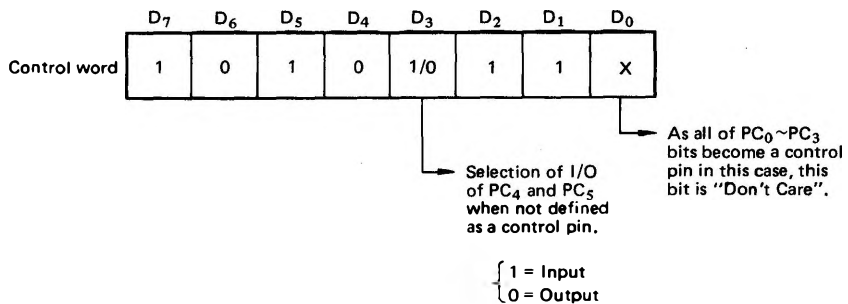 D7 D6 D5 D4 D3 D2 D1 D0
Control word 1 0 1 0 1/0 1 1 X
As all of PC0~PC3
bits become a control
pin in this case, this
bit is "Don't Care".
Selection of I/O
of PC4 and PC5
when not defined
as a control pin.
1 = Input
0 = Output